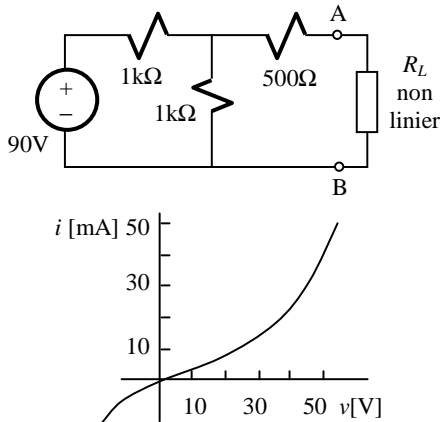 A
1kΩ
500Ω
R_L
non
linier
+
−
1kΩ
90V
B
i [mA]
50
30
10
10
30
50
v[V]